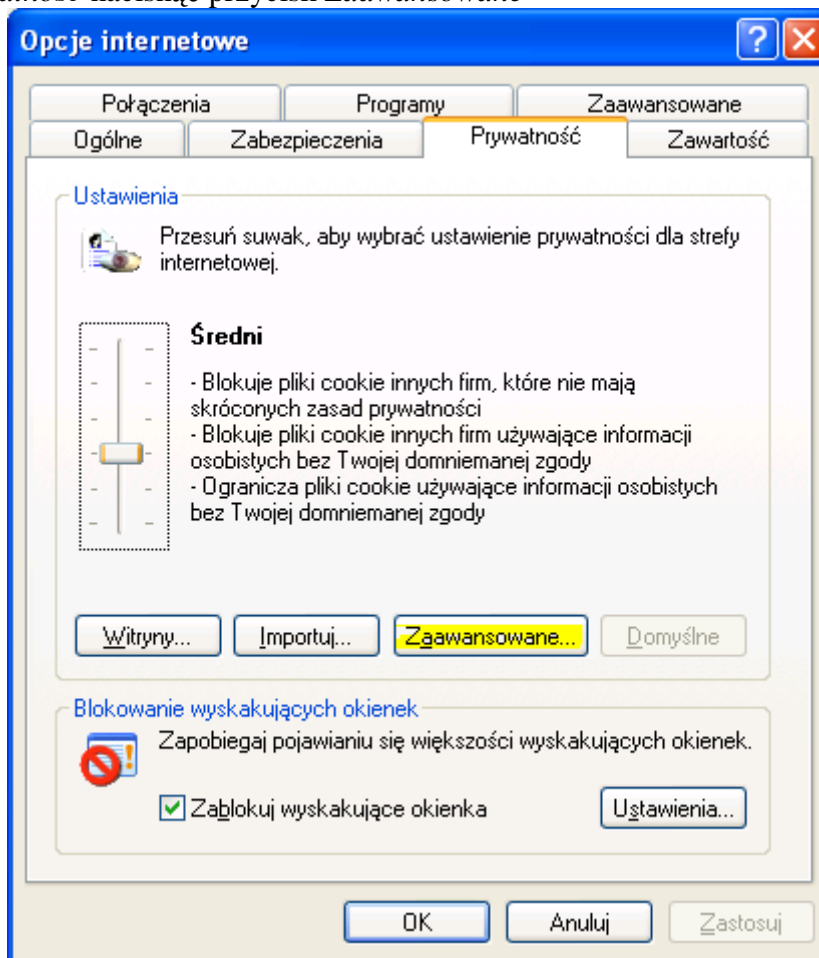 nacisnąć przycisk Zaawansowane
Opcje internetowe
Połączenia Programy Zaawansowane
Ogólne Zabezpieczenia Prywatność Zawartość
Ustawienia
Przesuń suwak, aby wybrać ustawienie prywatności dla strefy
internetowej.
Średni
- Blokuje pliki cookie innych firm, które nie mają
skróconych zasad prywatności
- Blokuje pliki cookie innych firm używające informacji
osobistych bez Twojej domniemanej zgody
- Ogranicza pliki cookie używające informacji osobistych
bez Twojej domniemanej zgody
Witryny... Importuj... Zaawansowane... Domyślne
Blokowanie wyskakujących okienek
Zapobiegaj pojawianiu się większości wyskakujących okienek.
Zablokuj wyskakujące okienka Ustawienia...
OK Anuluj Zastosuj